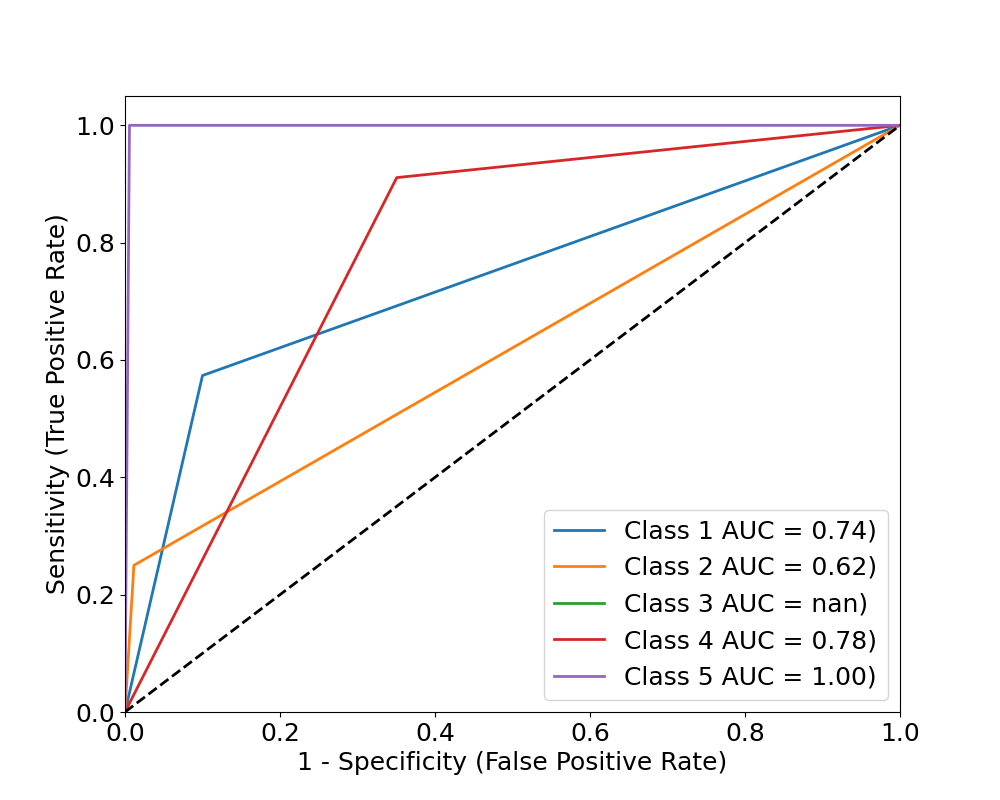 1.0
0.8
0.6
0.4
0.2
0.0
Sensitivity (True Positive Rate)
Class 1 AUC = 0.74)
Class 2 AUC = 0.62)
Class 3 AUC = nan)
Class 4 AUC = 0.78)
Class 5 AUC = 1.00)
0.0 0.2 0.4 0.6 0.8 1.0
1 - Specificity (False Positive Rate)